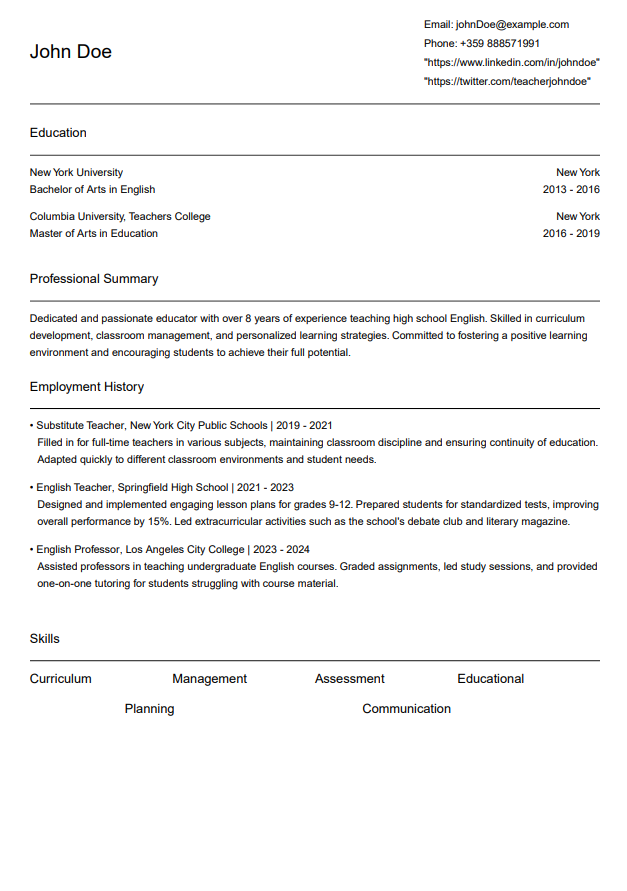 John Doe
Email: johnDoe@example.com
Phone: +359 888571991
"https://www.linkedin.com/in/johndoe"
"https://twitter.com/teacherjohndoe"
Education
New York University New York
Bachelor of Arts in English 2013 - 2016
Columbia University, Teachers College New York
Master of Arts in Education 2016 - 2019
Professional Summary
Dedicated and passionate educator with over 8 years of experience teaching high school English. Skilled in curriculum
development, classroom management, and personalized learning strategies. Committed to fostering a positive learning
environment and encouraging students to achieve their full potential.
Employment History
• Substitute Teacher, New York City Public Schools | 2019 - 2021
Filled in for full-time teachers in various subjects, maintaining classroom discipline and ensuring continuity of education.
Adapted quickly to different classroom environments and student needs.
• English Teacher, Springfield High School | 2021 - 2023
Designed and implemented engaging lesson plans for grades 9-12. Prepared students for standardized tests, improving
overall performance by 15%. Led extracurricular activities such as the school's debate club and literary magazine.
• English Professor, Los Angeles City College | 2023 - 2024
Assisted professors in teaching undergraduate English courses. Graded assignments, led study sessions, and provided
one-on-one tutoring for students struggling with course material.
Skills
Curriculum Management Assessment Educational
Planning Communication